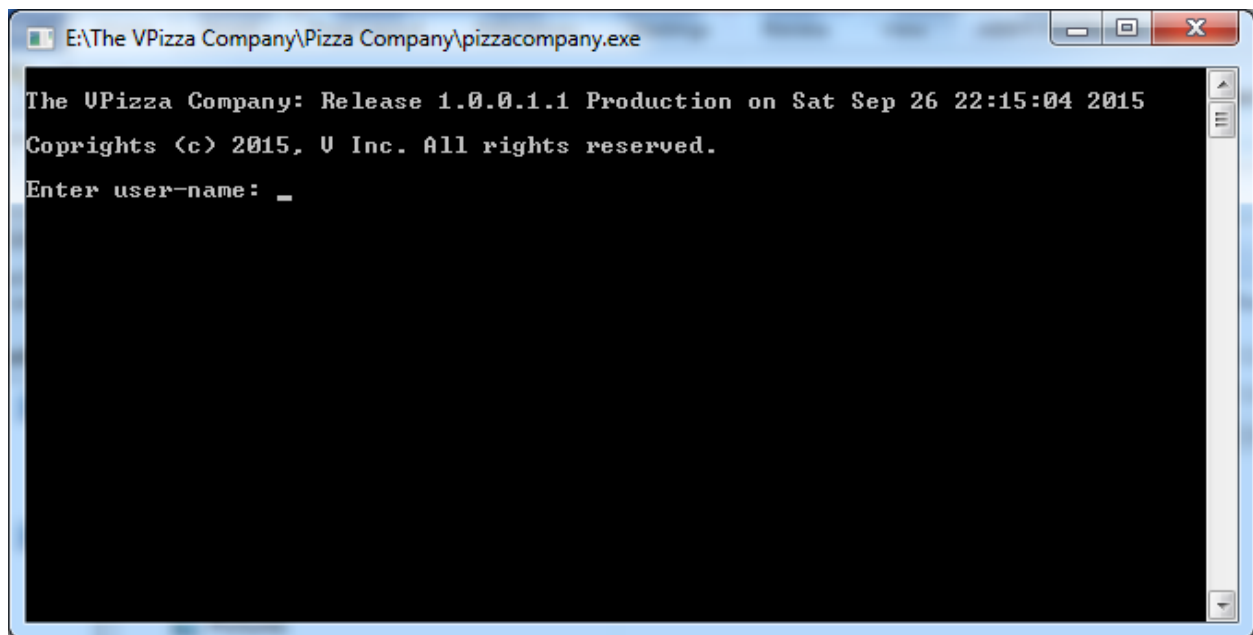 E:\The VPizza Company\Pizza Company\pizzacompany.exe
The VPizza Company: Release 1.0.0.1.1 Production on Sat Sep 26 22:15:04 2015
Coprights (c) 2015, V Inc. All rights reserved.
Enter user-name: _